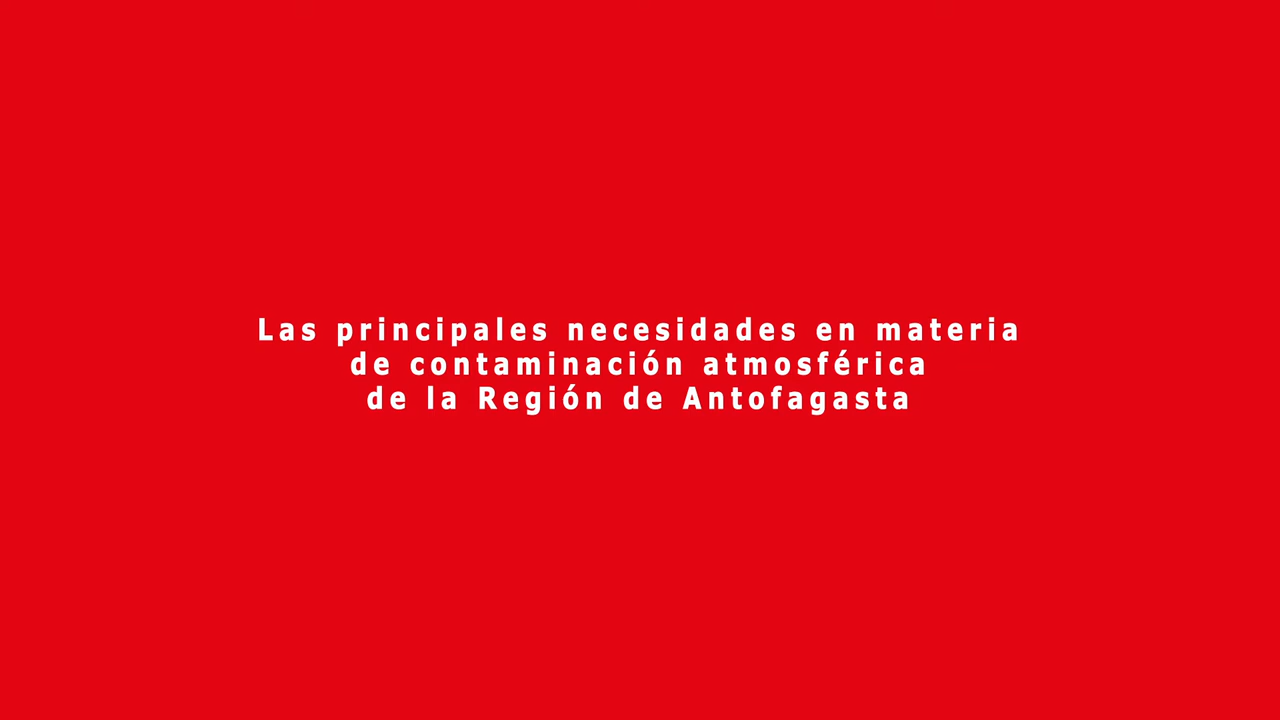 Las principales necesidades en materia
de contaminación atmosférica
de la Región de Antofagasta